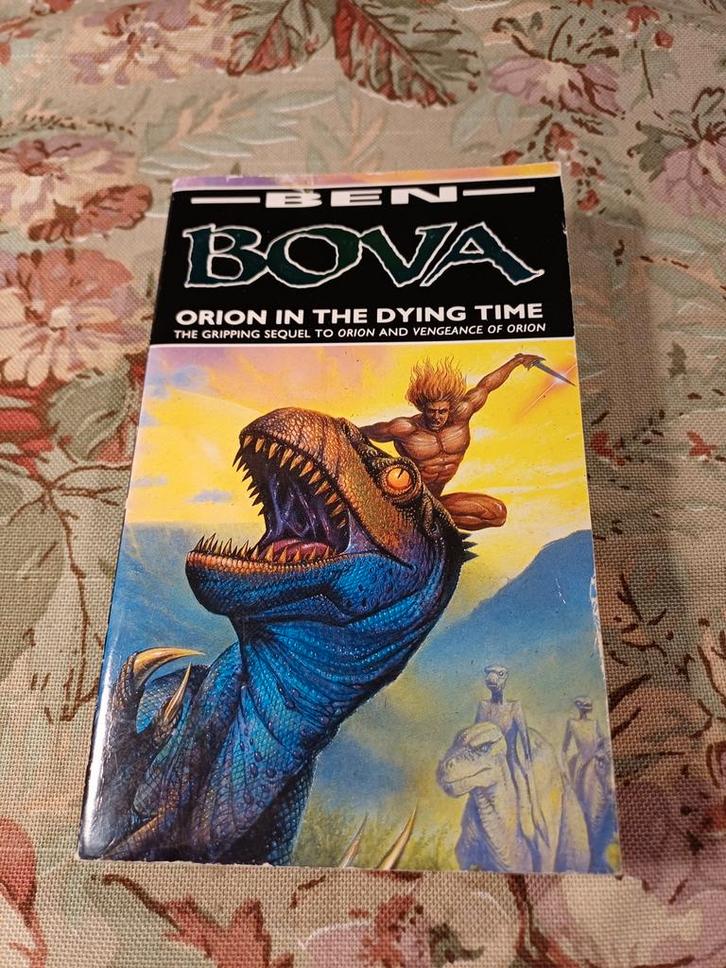 BEN
BOVA
ORION IN THE DYING TIME
THE GRIPPING SEQUEL TO ORION AND VENGEANCE OF ORION